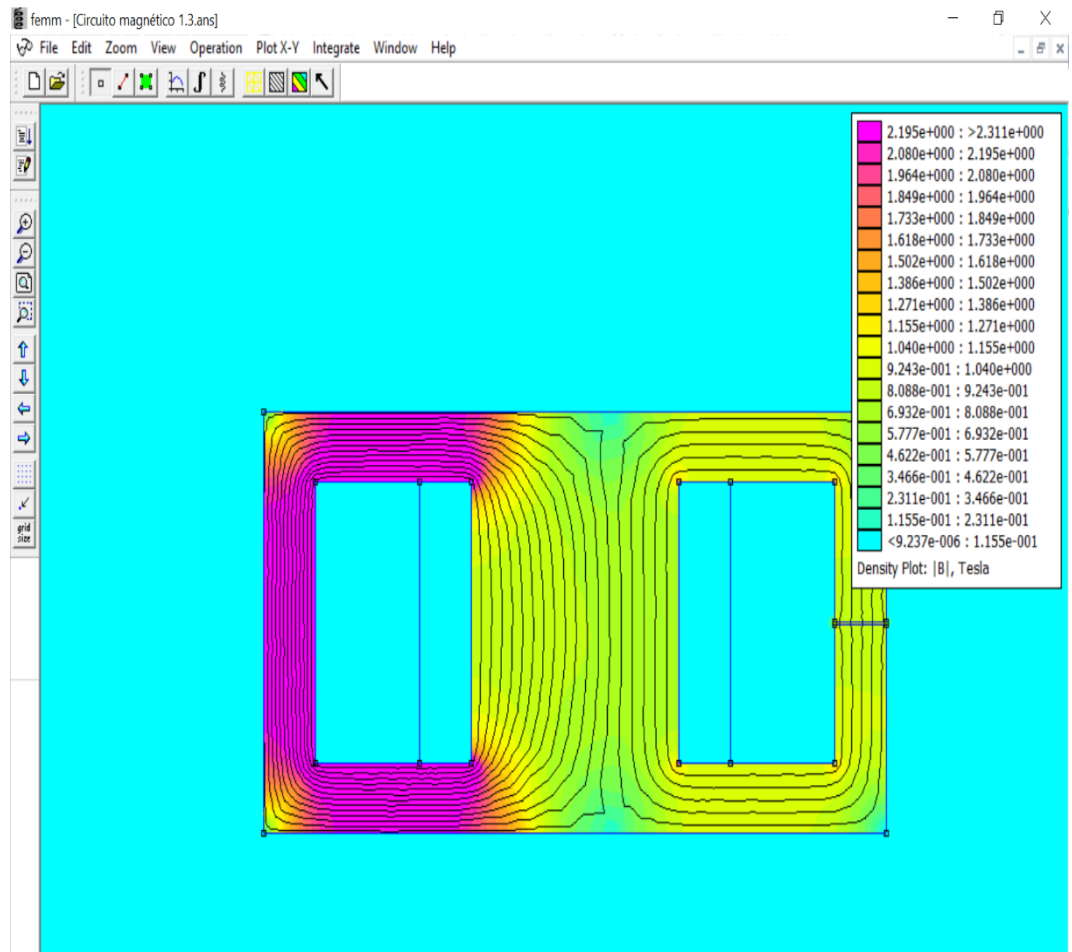 femm - [Circuito magnético 1.3.ans]
File Edit Zoom View Operation Plot X-Y Integrate Window Help
2.195e+000 : >2.311e+000
2.080e+000 : 2.195e+000
1.964e+000 : 2.080e+000
1.849e+000 : 1.964e+000
1.733e+000 : 1.849e+000
1.618e+000 : 1.733e+000
1.502e+000 : 1.618e+000
1.386e+000 : 1.502e+000
1.271e+000 : 1.386e+000
1.155e+000 : 1.271e+000
1.040e+000 : 1.155e+000
9.243e-001 : 1.040e+000
8.088e-001 : 9.243e-001
6.932e-001 : 8.088e-001
5.777e-001 : 6.932e-001
4.622e-001 : 5.777e-001
3.466e-001 : 4.622e-001
2.311e-001 : 3.466e-001
1.155e-001 : 2.311e-001
<9.237e-006 : 1.155e-001
Density Plot: |B|, Tesla
grid
size